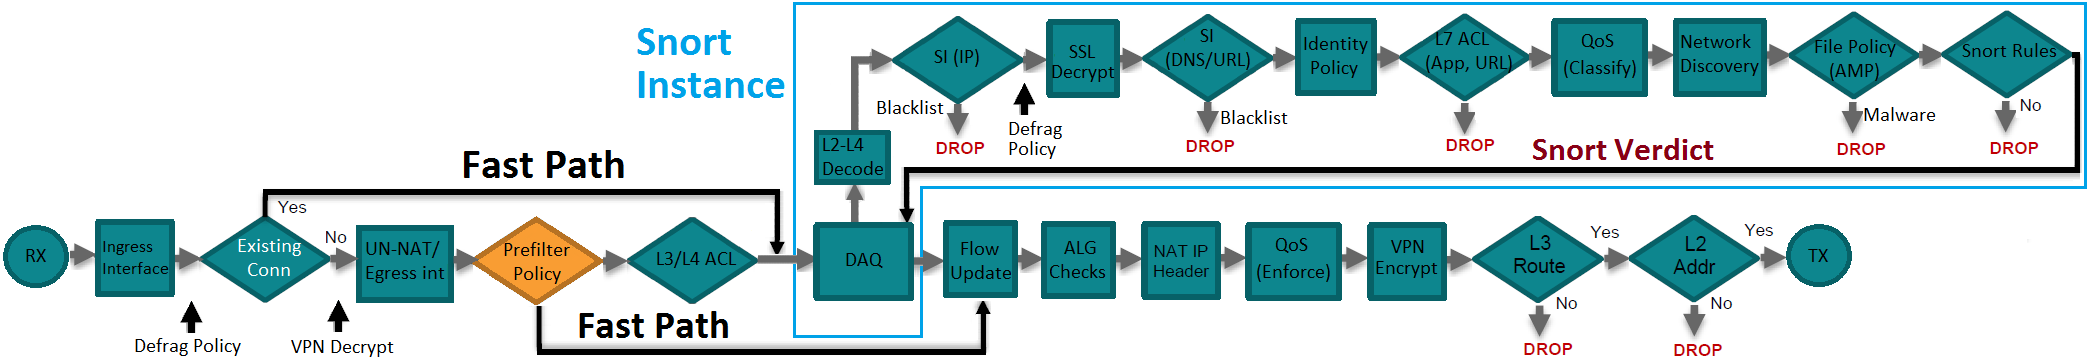 Snort
Instance
SI (IP)
SSL
Decrypt
SI
(DNS/URL)
Identity
Policy
L7 ACL
(App, URL)
QoS
(Classify)
Network
Discovery
File Policy
(AMP)
Snort Rules
Blacklist
DROP
Defrag
Policy
Blacklist
DROP
DROP
Malware
DROP
No
DROP
Snort Verdict
L2-L4
Decode
Fast Path
Yes
RX
Ingress
Interface
Existing
Conn
No
UN-NAT/
Egress int
Prefilter
Policy
L3/L4 ACL
DAQ
Flow
Update
ALG
Checks
NAT IP
Header
QoS
(Enforce)
VPN
Encrypt
L3
Route
Yes
L2
Addr
Yes
TX
Defrag Policy
VPN Decrypt
Fast Path
No
DROP
No
DROP